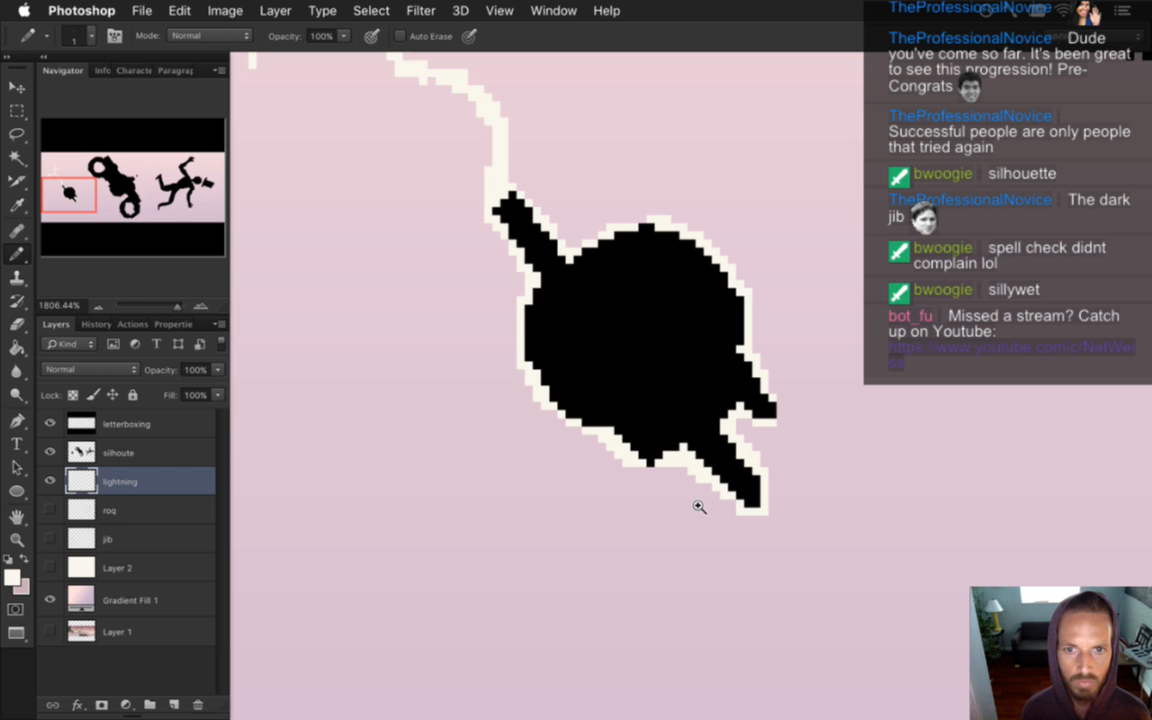 Photoshop File Edit Image Layer Type Select Filter 3D View Window Help
1 Mode: Normal Opacity: 100% Auto Erase
Navigator Info Characte Paragraj
1806.44%
Layers History Actions Propertie
Kind
Normal Opacity: 100%
Lock: Fill: 100%
letterboxing
silhoute
lightning
roq
jib
Layer 2
Gradient Fill 1
Layer 1
TheProfessionalNovice
TheProfessionalNovice Dude
you've come so far. It's been great
to see this progression! Pre-
Congrats
TheProfessionalNovice
Successful people are only people
that tried again
bwoogie silhouette
TheProfessionalNovice The dark
jib
bwoogie spell check didnt
complain lol
bwoogie sillywet
bot_fu Missed a stream? Catch
up on Youtube: